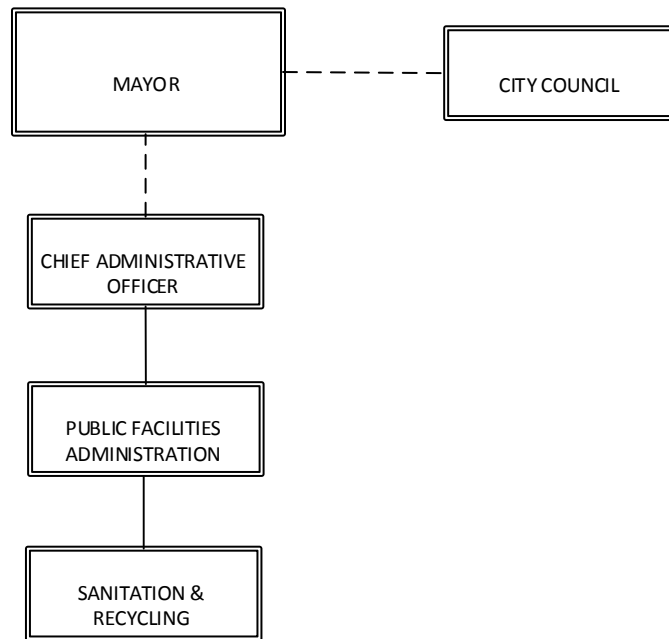 MAYOR
CITY COUNCIL
CHIEF ADMINISTRATIVE
OFFICER
PUBLIC FACILITIES
ADMINISTRATION
SANITATION &
RECYCLING